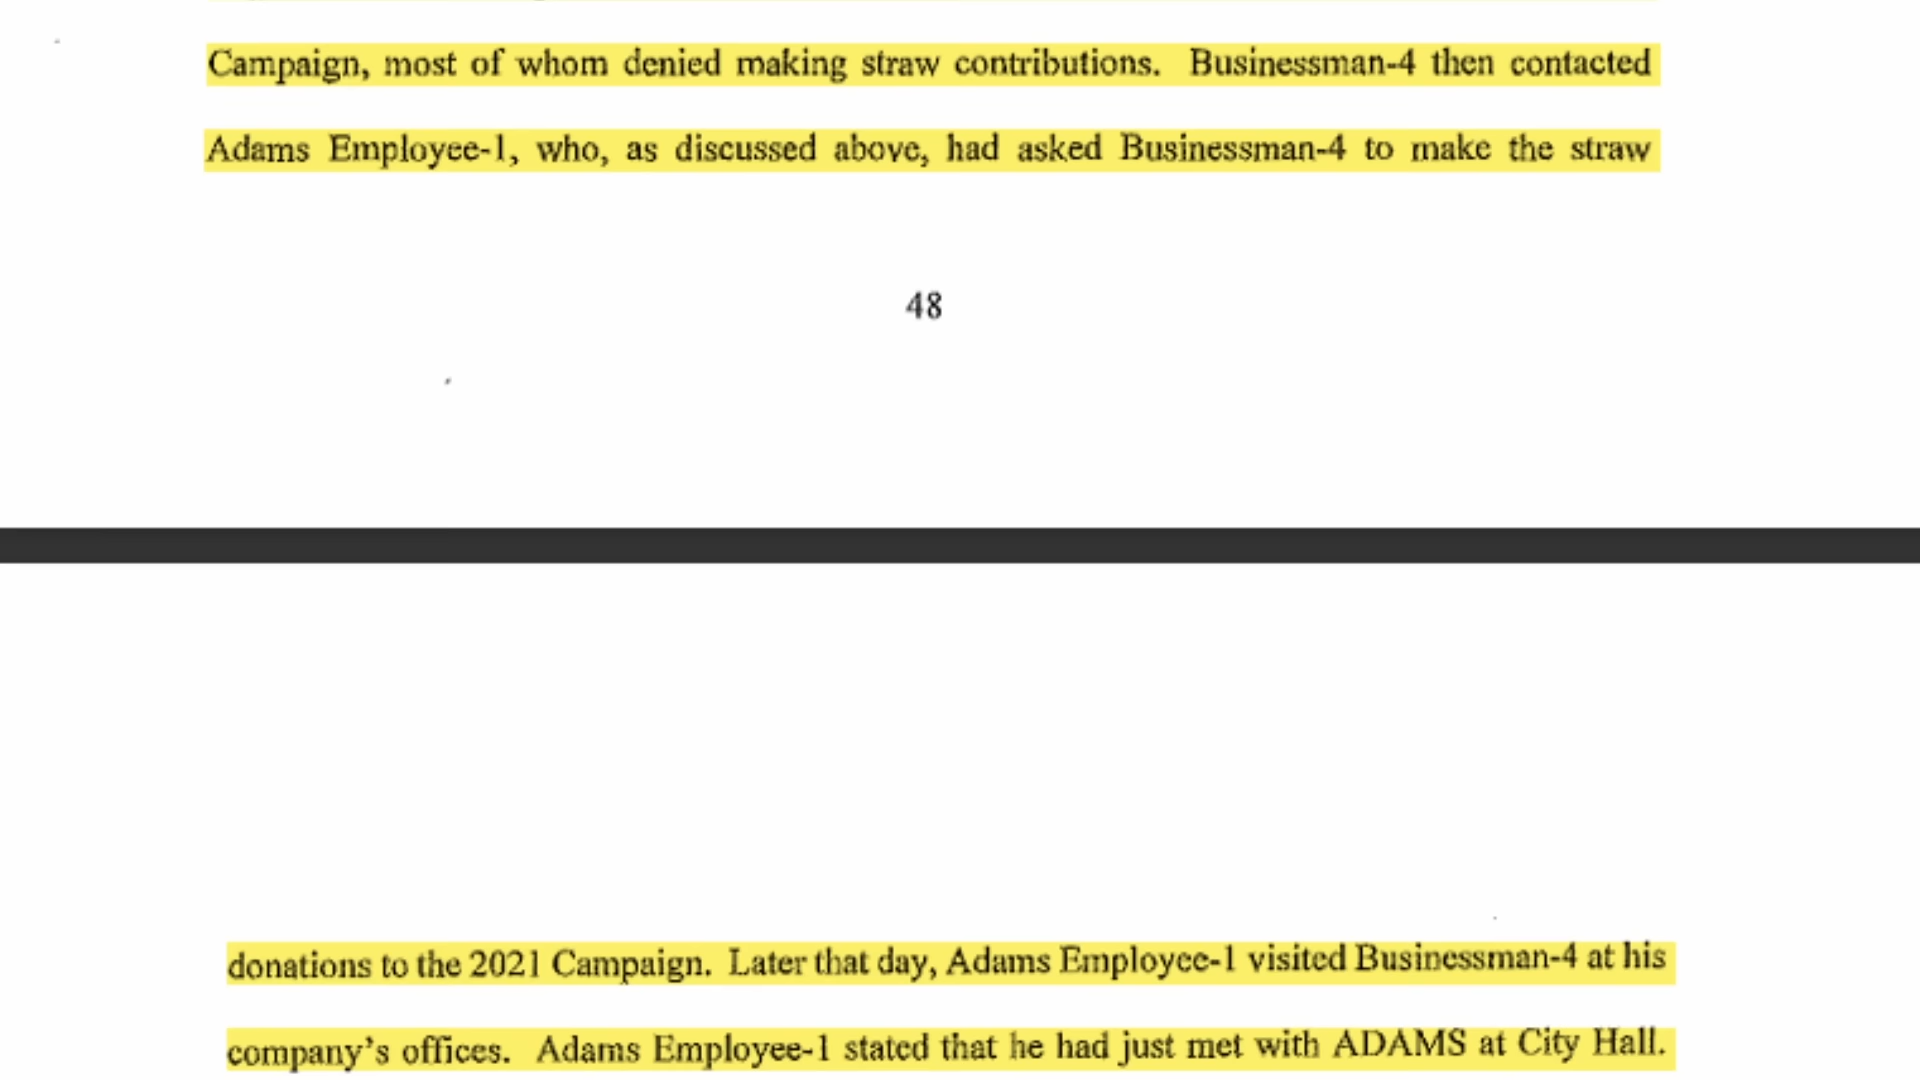 Campaign, most of whom denied making straw contributions. Businessman-4 then contacted
Adams Employee-1, who, as discussed above, had asked Businessman-4 to make the straw
48
donations to the 2021 Campaign. Later that day, Adams Employee-1 visited Businessman-4 at his
company's offices. Adams Employee-1 stated that he had just met with ADAMS at City Hall.